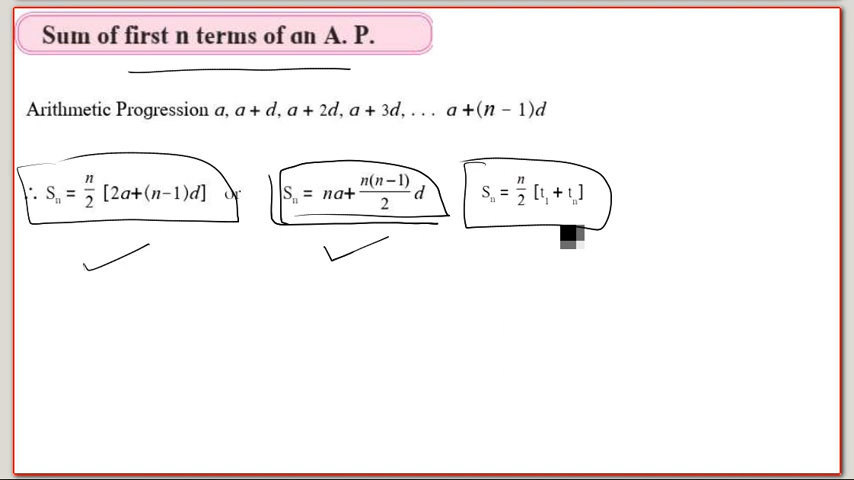 Sum of first n terms of an A. P.
Arithmetic Progression a, a + d, a + 2d, a + 3d, . . . a +(n − 1)d
∴ Sₙ = n/2 [2a+(n−1)d] or Sₙ = na+ n(n−1)/2 d Sₙ = n/2 [t₁ + tₙ]